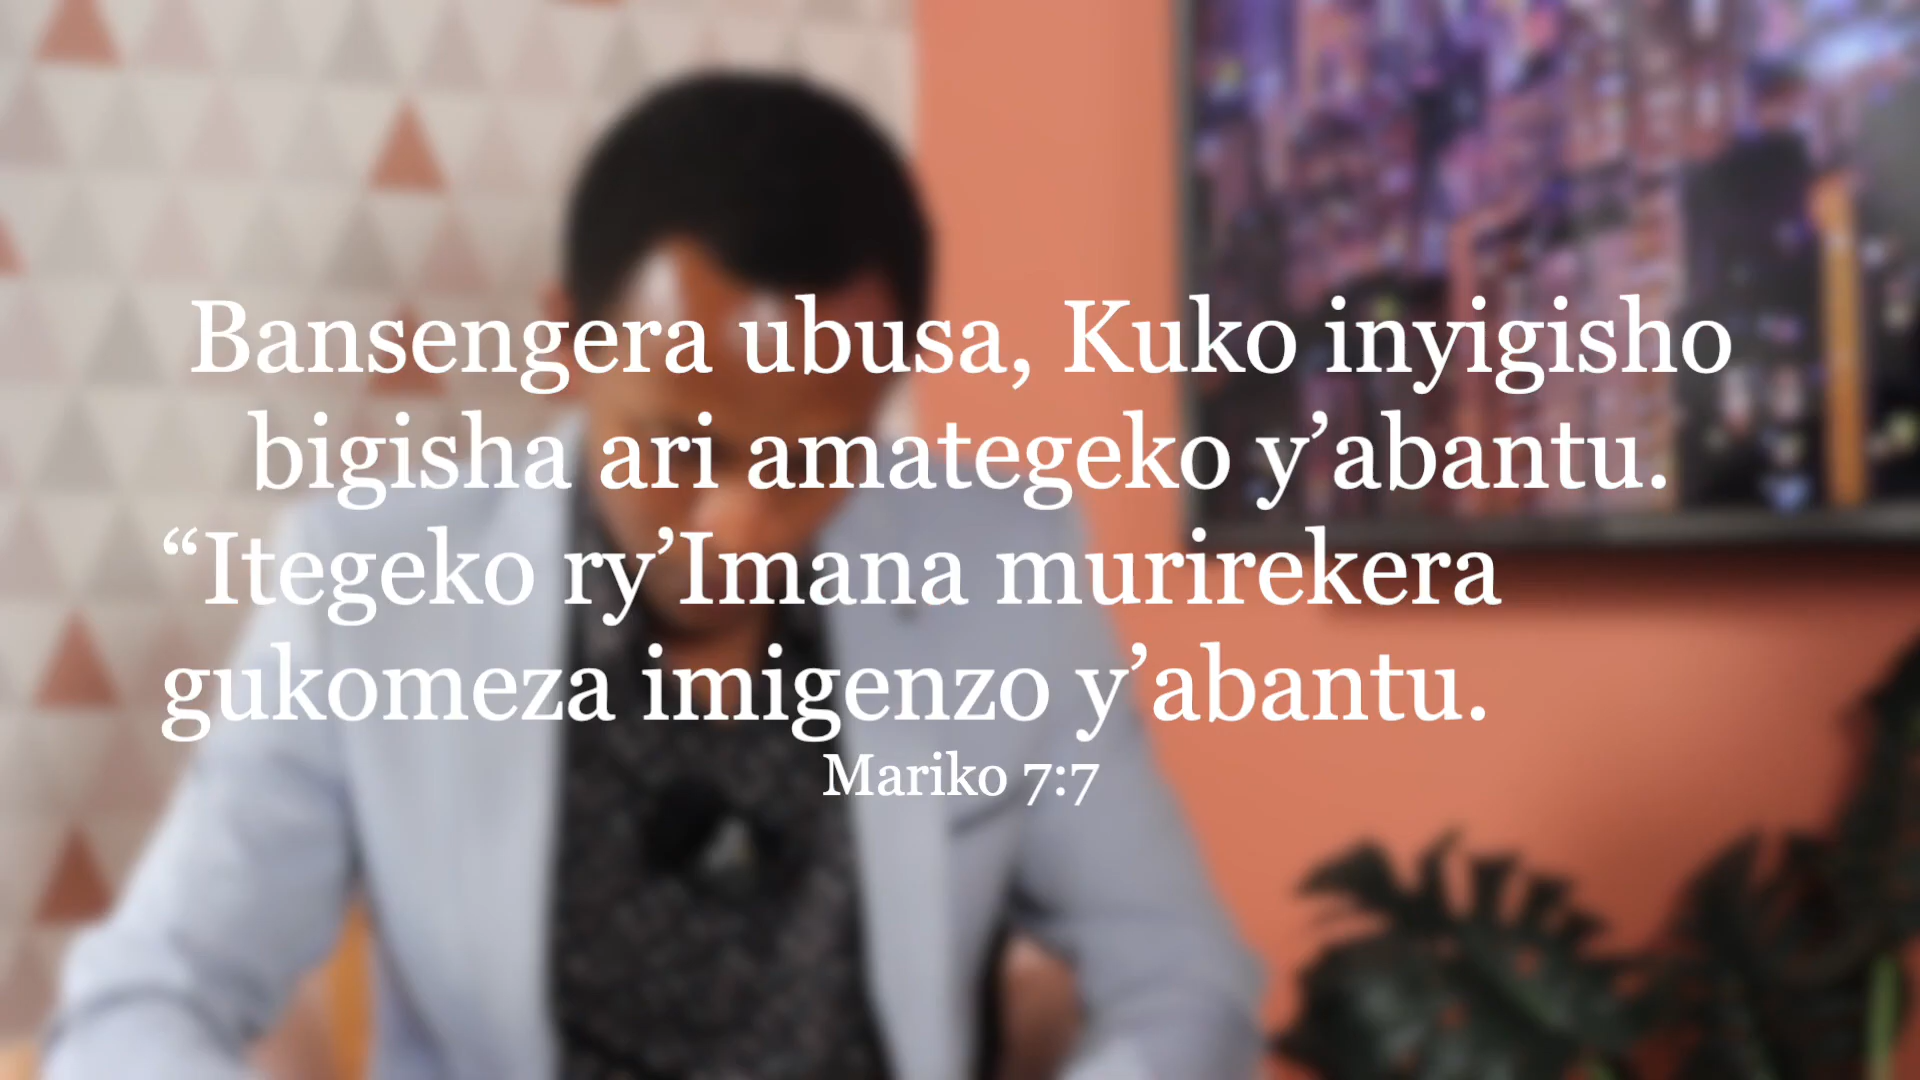 Bansengera ubusa, Kuko inyigisho
bigisha ari amategeko y’abantu.
“Itegeko ry’Imana murirekera
gukomeza imigenzo y’abantu.
Mariko 7:7